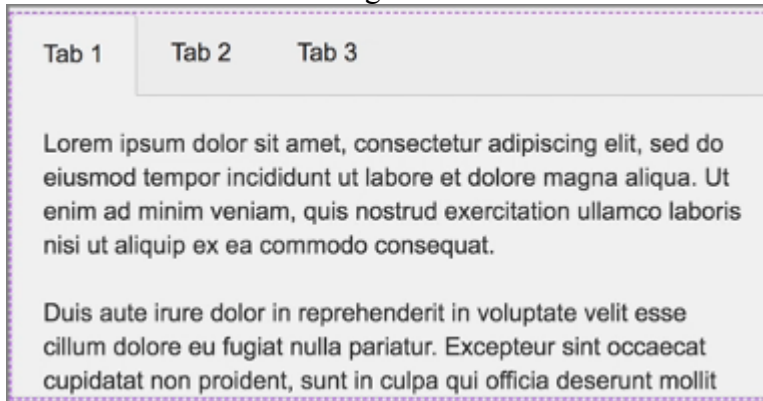 Tab 1 Tab 2 Tab 3
Lorem ipsum dolor sit amet, consectetur adipiscing elit, sed do
eiusmod tempor incididunt ut labore et dolore magna aliqua. Ut
enim ad minim veniam, quis nostrud exercitation ullamco laboris
nisi ut aliquip ex ea commodo consequat.
Duis aute irure dolor in reprehenderit in voluptate velit esse
cillum dolore eu fugiat nulla pariatur. Excepteur sint occaecat
cupidatat non proident, sunt in culpa qui officia deserunt mollit